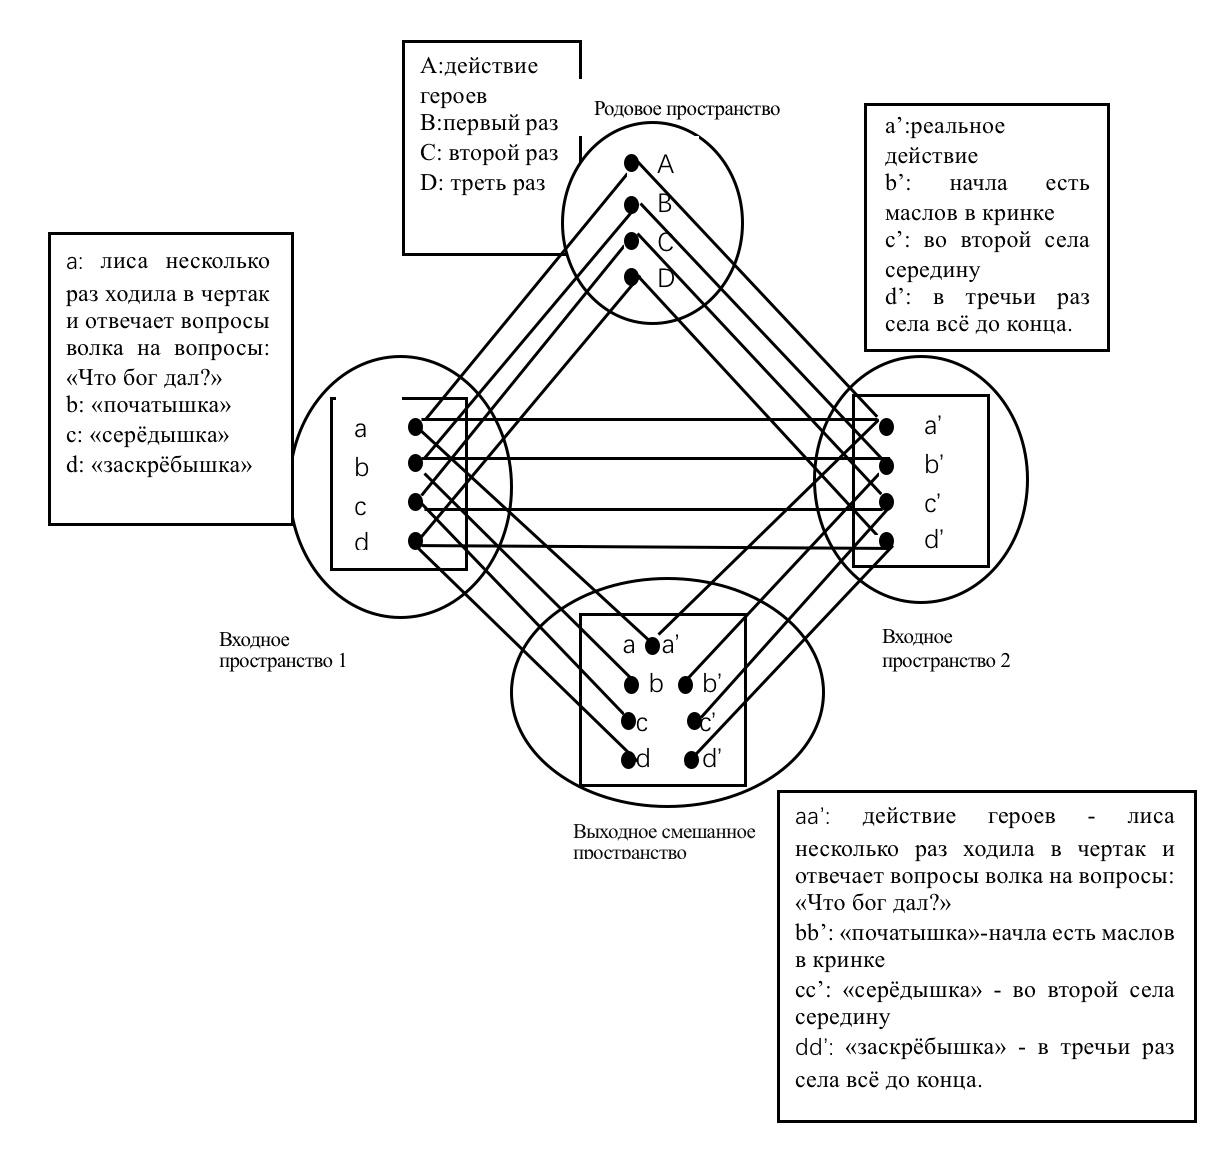 A:действие
героев
B:первый раз
C: второй раз
D: треть раз
Родовое пространство
A
B
C
D
a’:реальное
действие
b’: начла есть
маслов в кринке
c’: во второй села
середину
d’: в тречьи раз
села всё до конца.
a: лиса несколько
раз ходила в чертак
и отвечает вопросы
волка на вопросы:
«Что бог дал?»
b: «початышка»
c: «серёдышка»
d: «заскрёбышка»
a
b
c
d
a’
b’
c’
d’
Входное
пространство 1
Входное
пространство 2
a a’
b b’
c c’
d d’
Выходное смешанное
пространство
aa’: действие героев - лиса
несколько раз ходила в чертак и
отвечает вопросы волка на вопросы:
«Что бог дал?»
bb’: «початышка»-начла есть маслов
в кринке
cc’: «серёдышка» - во второй села
середину
dd’: «заскрёбышка» - в тречьи раз
села всё до конца.